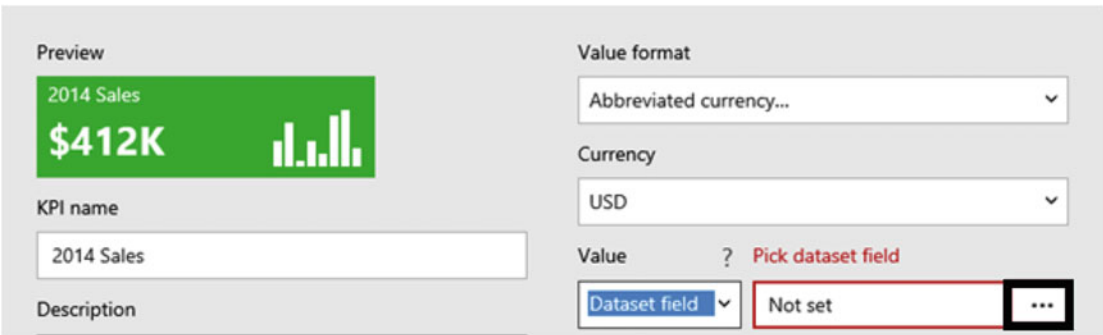 Preview
2014 Sales
$412K
KPI name
2014 Sales
Description
Value format
Abbreviated currency...
Currency
USD
Value ? Pick dataset field
Dataset field Not set ...